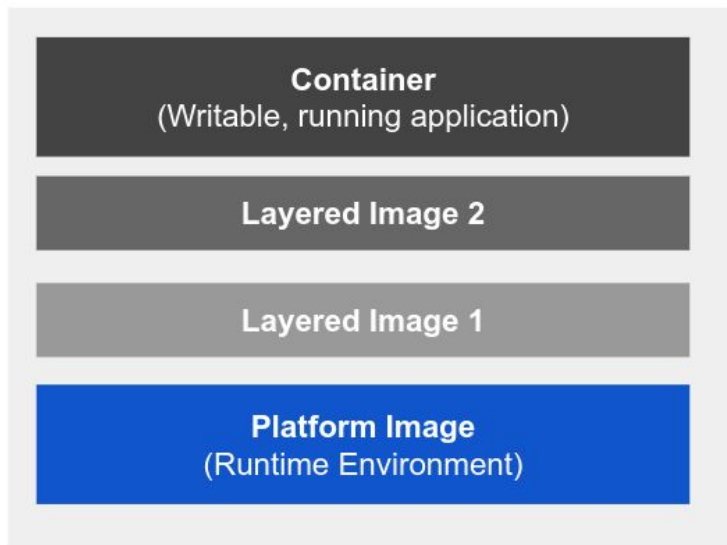 Container
(Writable, running application)
Layered Image 2
Layered Image 1
Platform Image
(Runtime Environment)